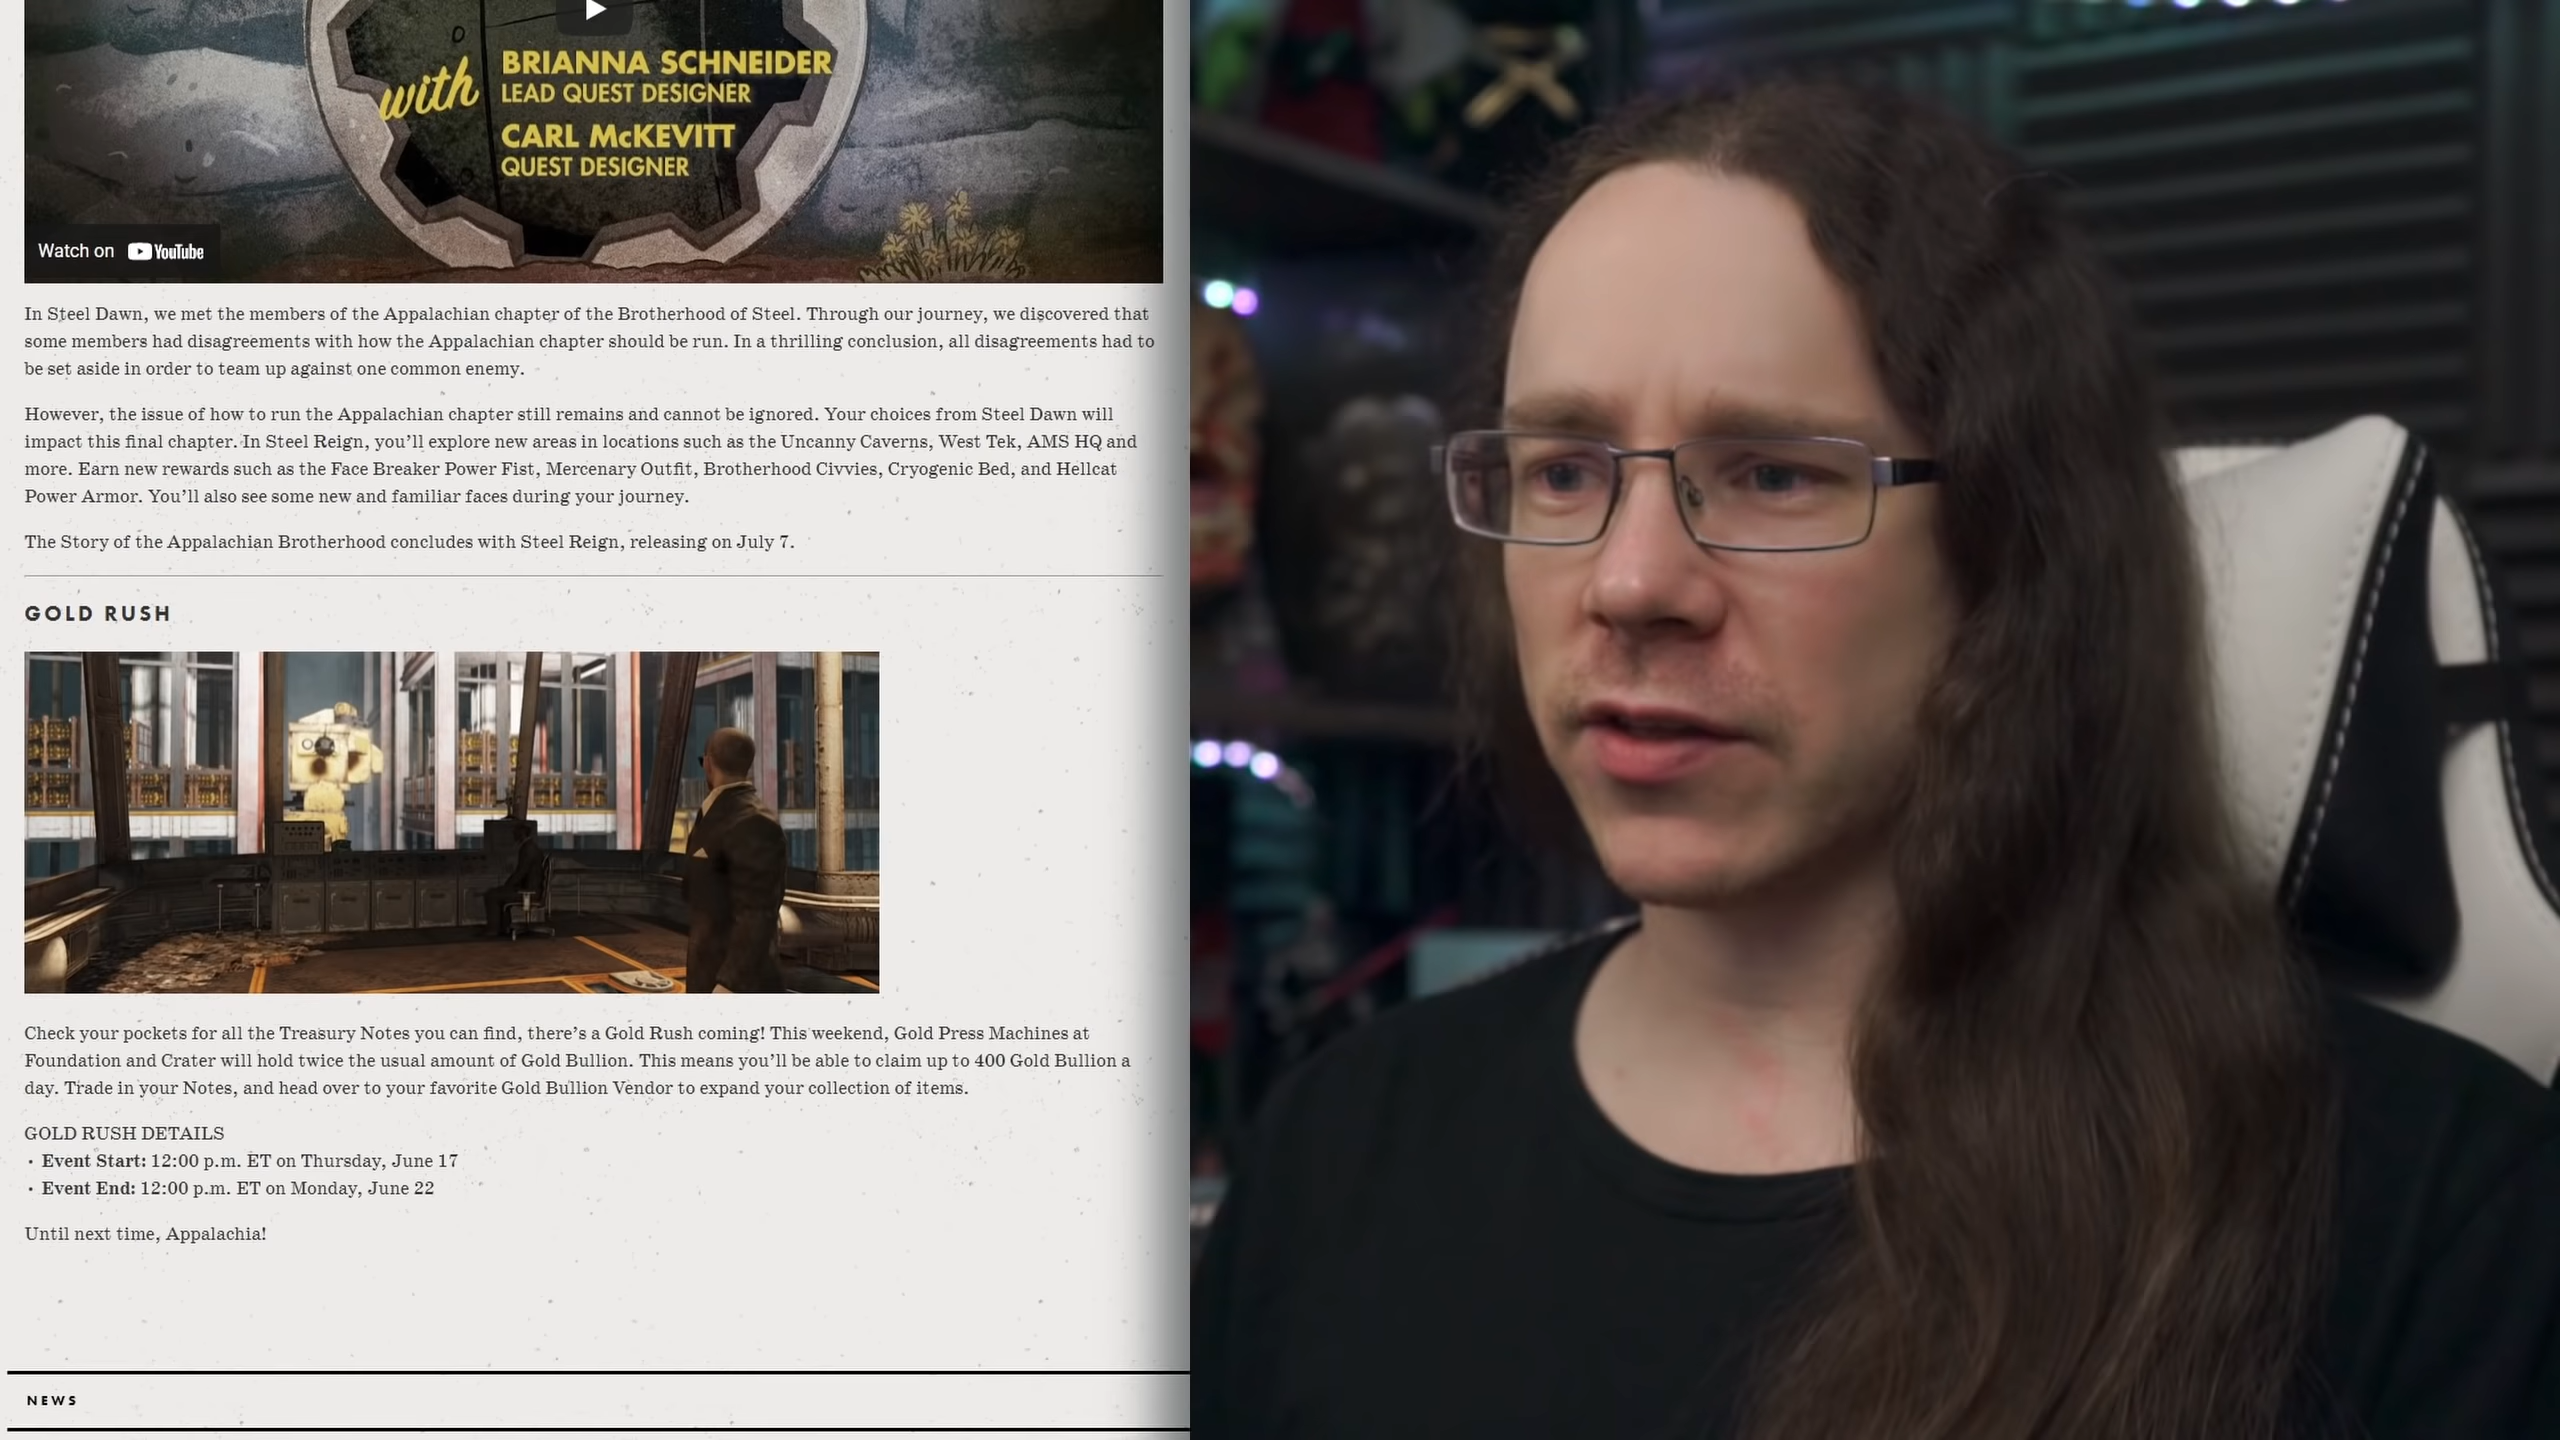 with
BRIANNA SCHNEIDER
LEAD QUEST DESIGNER
CARL McKEVITT
QUEST DESIGNER
Watch on YouTube
In Steel Dawn, we met the members of the Appalachian chapter of the Brotherhood of Steel. Through our journey, we discovered that
some members had disagreements with how the Appalachian chapter should be run. In a thrilling conclusion, all disagreements had to
be set aside in order to team up against one common enemy.
However, the issue of how to run the Appalachian chapter still remains and cannot be ignored. Your choices from Steel Dawn will
impact this final chapter. In Steel Reign, you’ll explore new areas in locations such as the Uncanny Caverns, West Tek, AMS HQ and
more. Earn new rewards such as the Face Breaker Power Fist, Mercenary Outfit, Brotherhood Civvies, Cryogenic Bed, and Hellcat
Power Armor. You’ll also see some new and familiar faces during your journey.
The Story of the Appalachian Brotherhood concludes with Steel Reign, releasing on July 7.
GOLD RUSH
Check your pockets for all the Treasury Notes you can find, there’s a Gold Rush coming! This weekend, Gold Press Machines at
Foundation and Crater will hold twice the usual amount of Gold Bullion. This means you’ll be able to claim up to 400 Gold Bullion a
day. Trade in your Notes, and head over to your favorite Gold Bullion Vendor to expand your collection of items.
GOLD RUSH DETAILS
• Event Start: 12:00 p.m. ET on Thursday, June 17
• Event End: 12:00 p.m. ET on Monday, June 22
Until next time, Appalachia!
NEWS